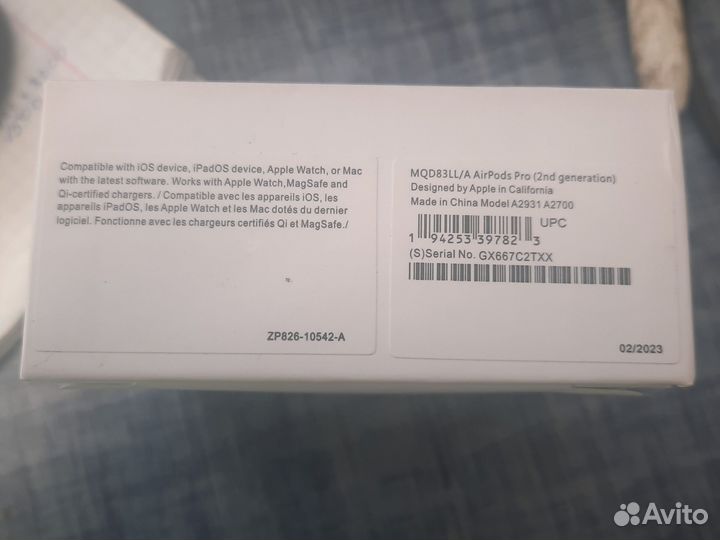 Compatible with iOS device, iPadOS device, Apple Watch, or Mac
with the latest software. Works with Apple Watch,MagSafe and
Qi-certified chargers. / Compatible avec les appareils iOS, les
appareils iPadOS, les Apple Watch et les Mac dotés du dernier
logiciel. Fonctionne avec les chargeurs certifiés Qi et MagSafe./
ZP826-10542-A
MQD83LL/A AirPods Pro (2nd generation)
Designed by Apple in California
Made in China Model A2931 A2700
UPC
1 94253 39782 3
(S)Serial No. GX667C2TXX
02/2023
Avito